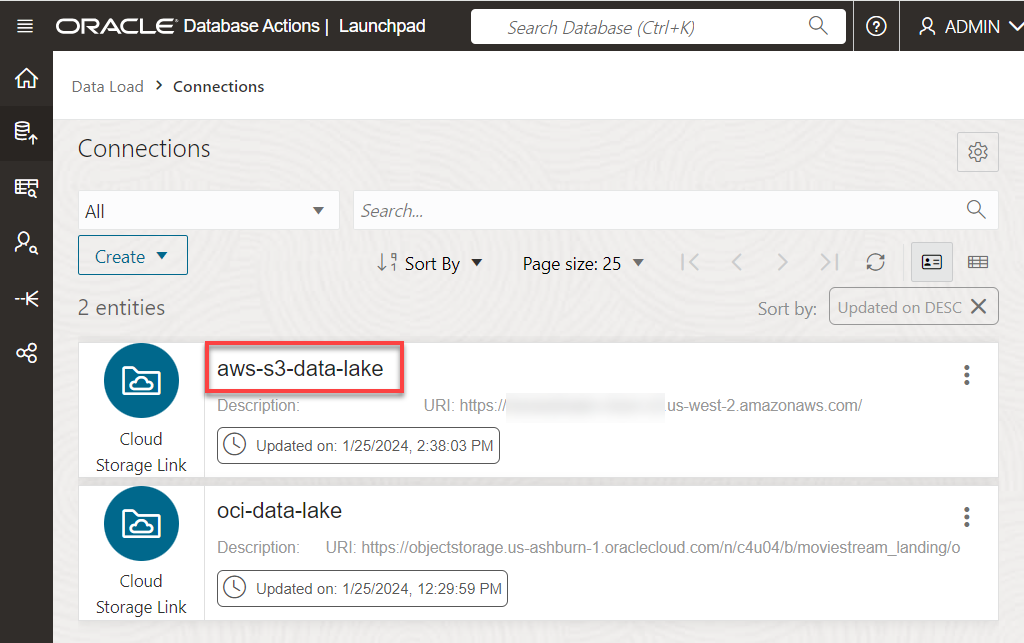 ORACLE® Database Actions | Launchpad
Search Database (Ctrl+K)
ADMIN
Data Load > Connections
Connections
All
Search...
Create
Sort By
Page size: 25
2 entities
Sort by:
Updated on DESC
aws-s3-data-lake
Description:
URI: https:// us-west-2.amazonaws.com/
Cloud
Storage Link
Updated on: 1/25/2024, 2:38:03 PM
oci-data-lake
Description:
URI: https://objectstorage.us-ashburn-1.oraclecloud.com/n/c4u04/b/moviestream_landing/o
Cloud
Storage Link
Updated on: 1/25/2024, 12:29:59 PM